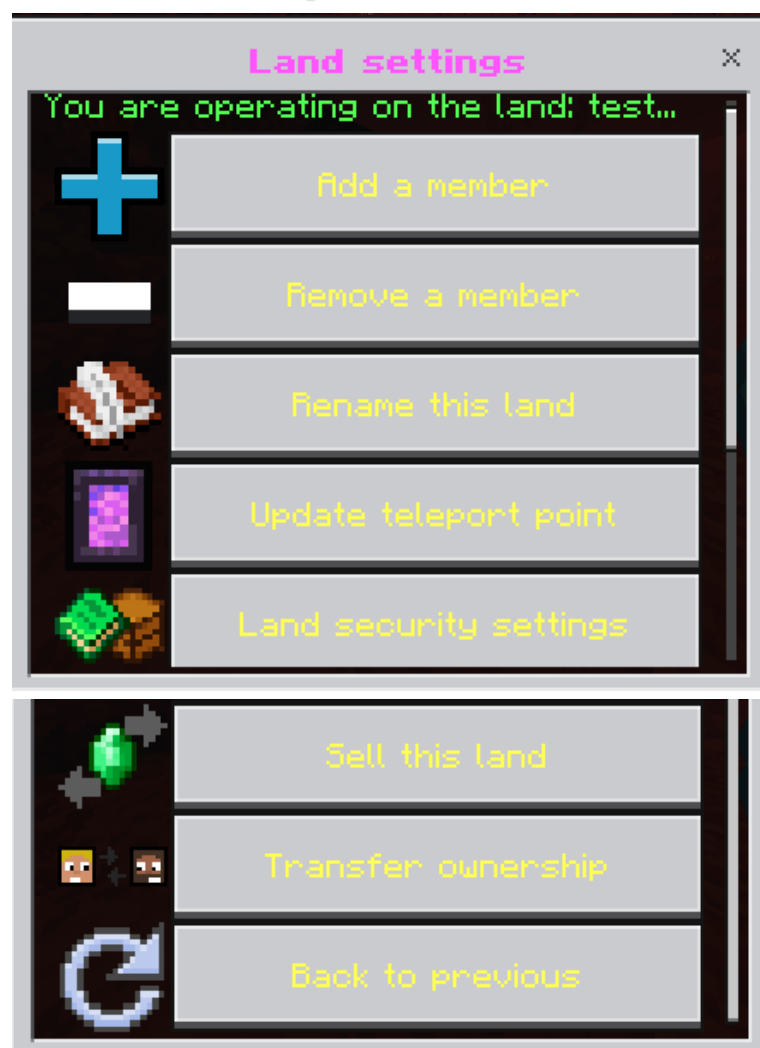 Land settings
You are operating on the land: test...
Add a member
Remove a member
Rename this land
Update teleport point
Land security settings
Sell this land
Transfer ownership
Back to previous